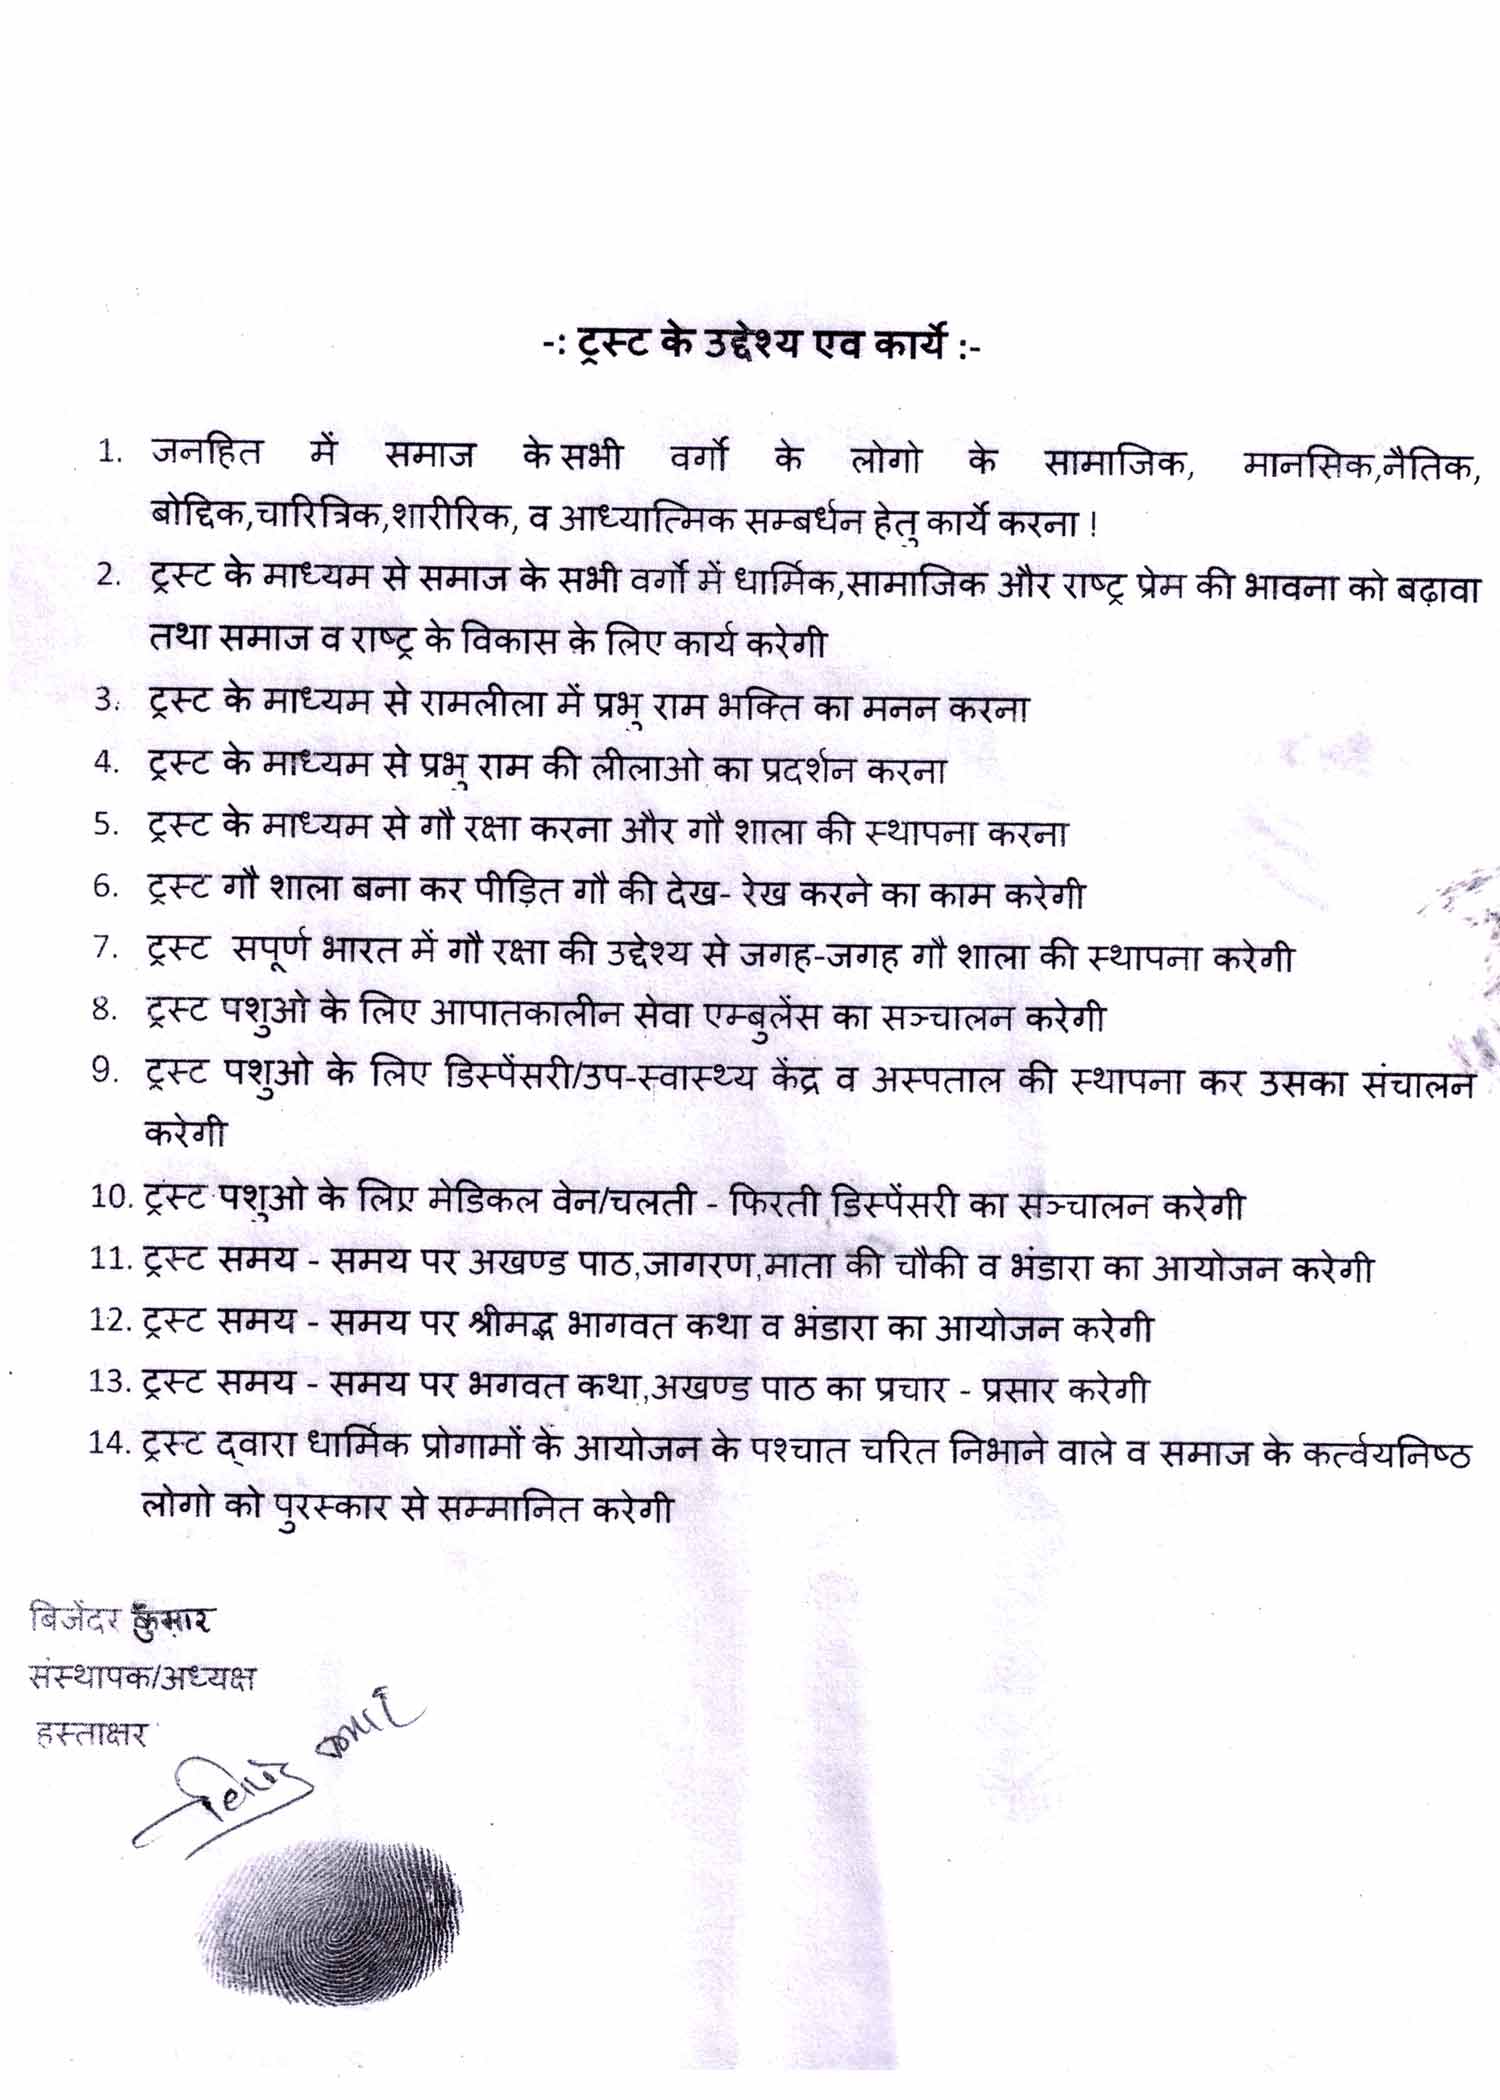 -: ट्रस्ट के उद्देश्य एव कार्ये :-
1. जनहित में समाज के सभी वर्गो के लोगो के सामाजिक, मानसिक,नैतिक,
बोद्दिक,चारित्रिक,शारीरिक, व आध्यात्मिक सम्बर्धन हेतु कार्ये करना !
2. ट्रस्ट के माध्यम से समाज के सभी वर्गो में धार्मिक,सामाजिक और राष्ट्र प्रेम की भावना को बढ़ावा
तथा समाज व राष्ट्र के विकास के लिए कार्य करेगी
3. ट्रस्ट के माध्यम से रामलीला में प्रभु राम भक्ति का मनन करना
4. ट्रस्ट के माध्यम से प्रभु राम की लीलाओ का प्रदर्शन करना
5. ट्रस्ट के माध्यम से गौ रक्षा करना और गौ शाला की स्थापना करना
6. ट्रस्ट गौ शाला बना कर पीड़ित गौ की देख- रेख करने का काम करेगी
7. ट्रस्ट सपूर्ण भारत में गौ रक्षा की उद्देश्य से जगह-जगह गौ शाला की स्थापना करेगी
8. ट्रस्ट पशुओ के लिए आपातकालीन सेवा एम्बुलेंस का सञ्चालन करेगी
9. ट्रस्ट पशुओ के लिए डिस्पेंसरी/उप-स्वास्थ्य केंद्र व अस्पताल की स्थापना कर उसका संचालन
करेगी
10. ट्रस्ट पशुओ के लिए मेडिकल वेन/चलती - फिरती डिस्पेंसरी का सञ्चालन करेगी
11. ट्रस्ट समय - समय पर अखण्ड पाठ,जागरण,माता की चौकी व भंडारा का आयोजन करेगी
12. ट्रस्ट समय - समय पर श्रीमद्भ भागवत कथा व भंडारा का आयोजन करेगी
13. ट्रस्ट समय - समय पर भगवत कथा,अखण्ड पाठ का प्रचार - प्रसार करेगी
14. ट्रस्ट द्वारा धार्मिक प्रोगामों के आयोजन के पश्चात चरित निभाने वाले व समाज के कर्त्वयनिष्ठ
लोगो को पुरस्कार से सम्मानित करेगी
बिजेंदर कुमार
संस्थापक/अध्यक्ष
हस्ताक्षर
कुमार